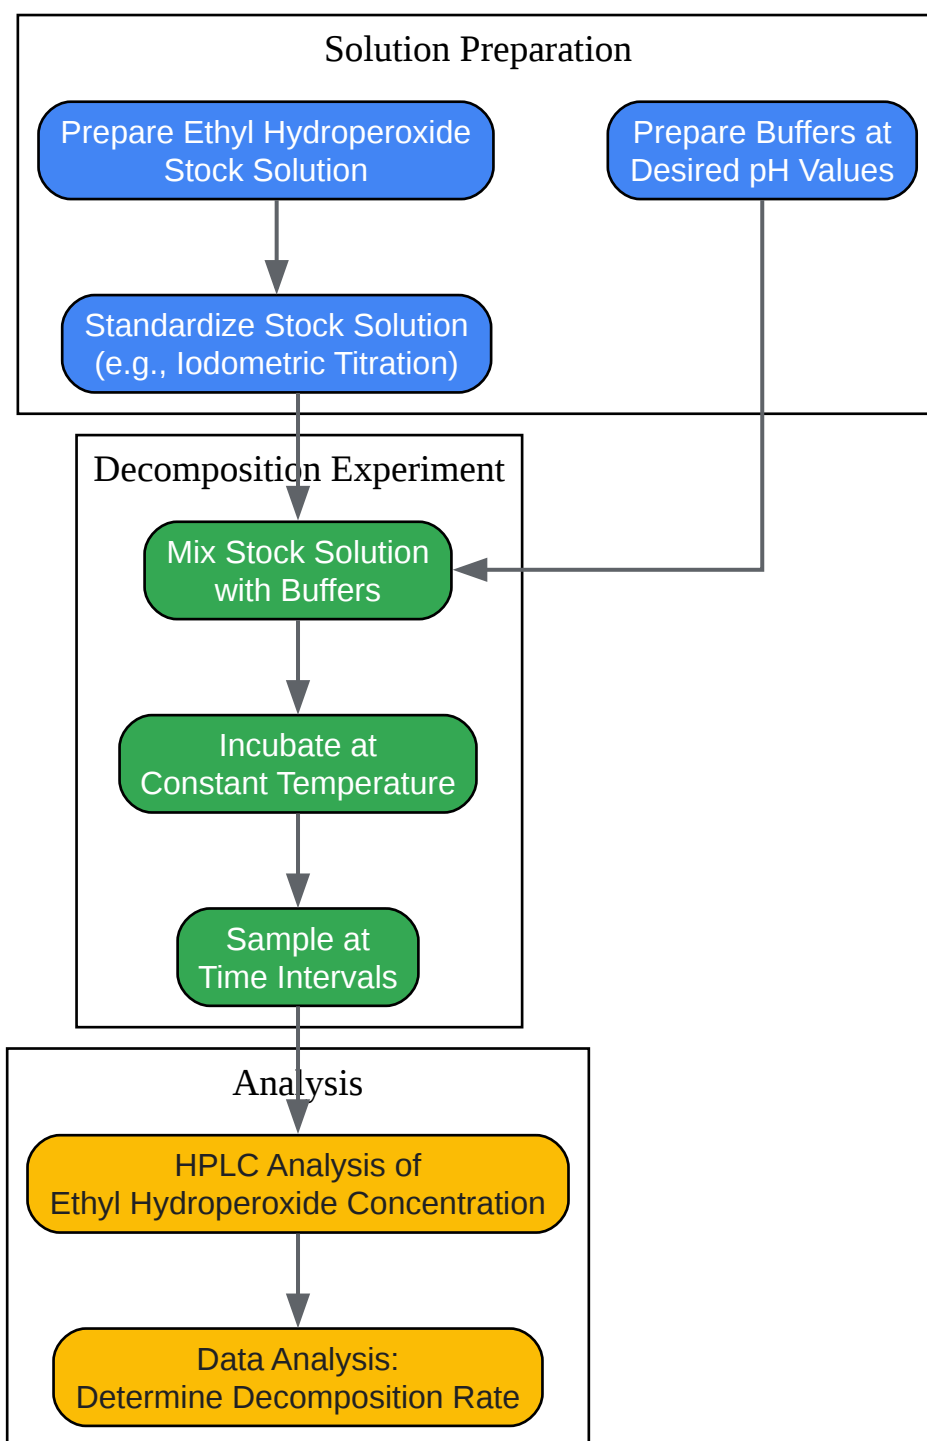 Solution Preparation
Prepare Ethyl Hydroperoxide
Stock Solution
Prepare Buffers at
Desired pH Values
Standardize Stock Solution
(e.g., Iodometric Titration)
Decomposition Experiment
Mix Stock Solution
with Buffers
Incubate at
Constant Temperature
Sample at
Time Intervals
Analysis
HPLC Analysis of
Ethyl Hydroperoxide Concentration
Data Analysis:
Determine Decomposition Rate